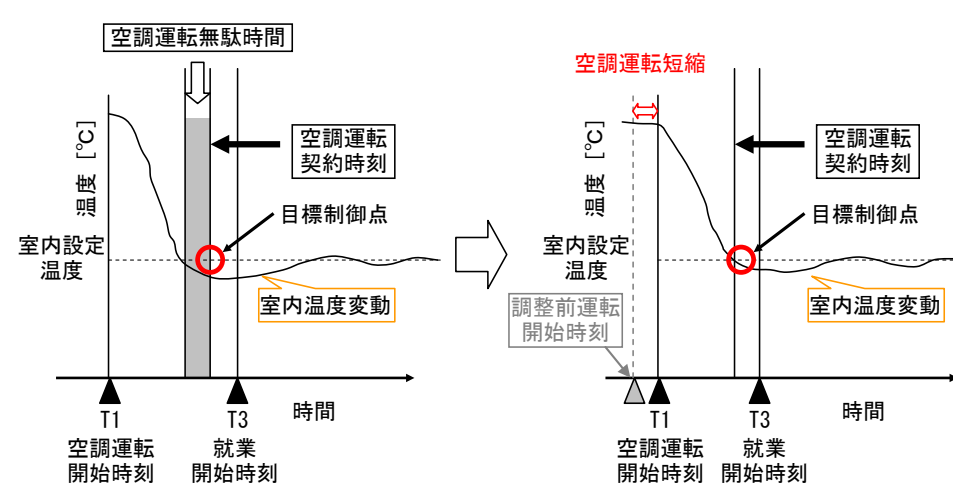 空調運転無駄時間
温度 [℃]
空調運転
契約時刻
目標制御点
室内設定
温度
室内温度変動
T1
空調運転
開始時刻
T3
就業
開始時刻
時間
空調運転短縮
温度 [℃]
空調運転
契約時刻
目標制御点
室内設定
温度
調整前運転
開始時刻
室内温度変動
T1
空調運転
開始時刻
T3
就業
開始時刻
時間